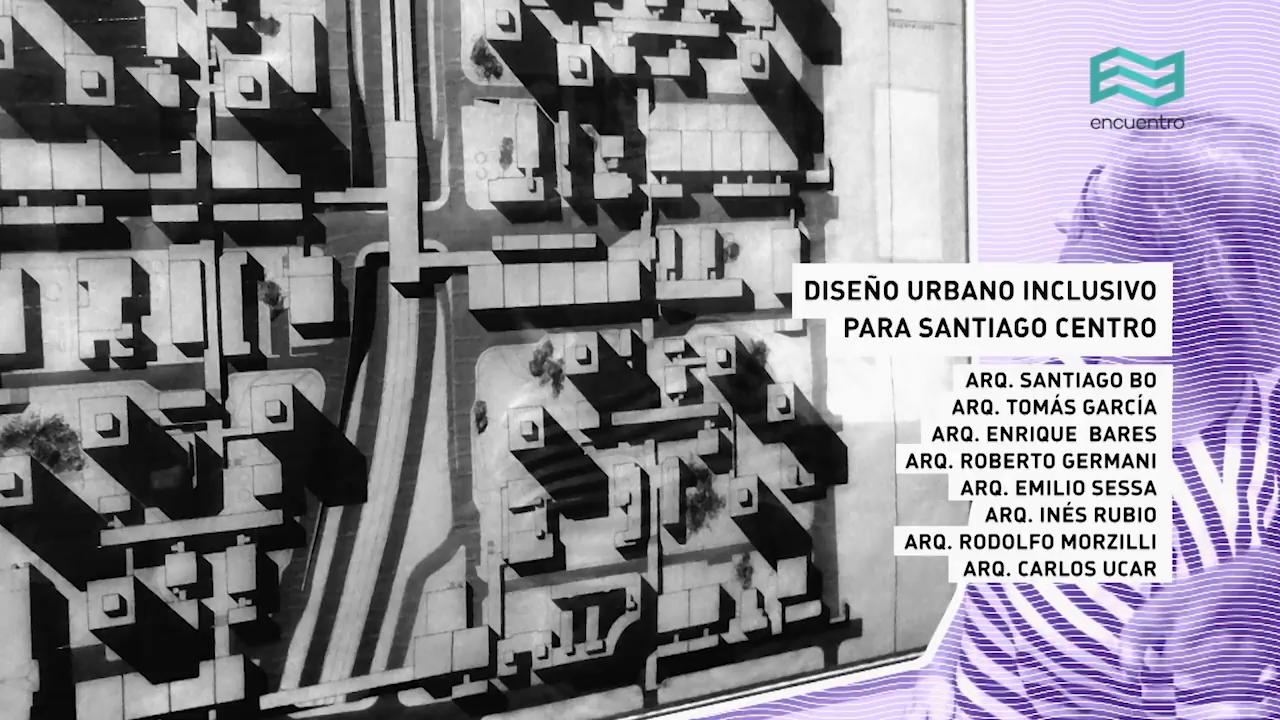 encuentro
DISEÑO URBANO INCLUSIVO
PARA SANTIAGO CENTRO
ARQ. SANTIAGO BO
ARQ. TOMÁS GARCÍA
ARQ. ENRIQUE BARES
ARQ. ROBERTO GERMANI
ARQ. EMILIO SESSA
ARQ. INÉS RUBIO
ARQ. RODOLFO MORZILLI
ARQ. CARLOS UCAR